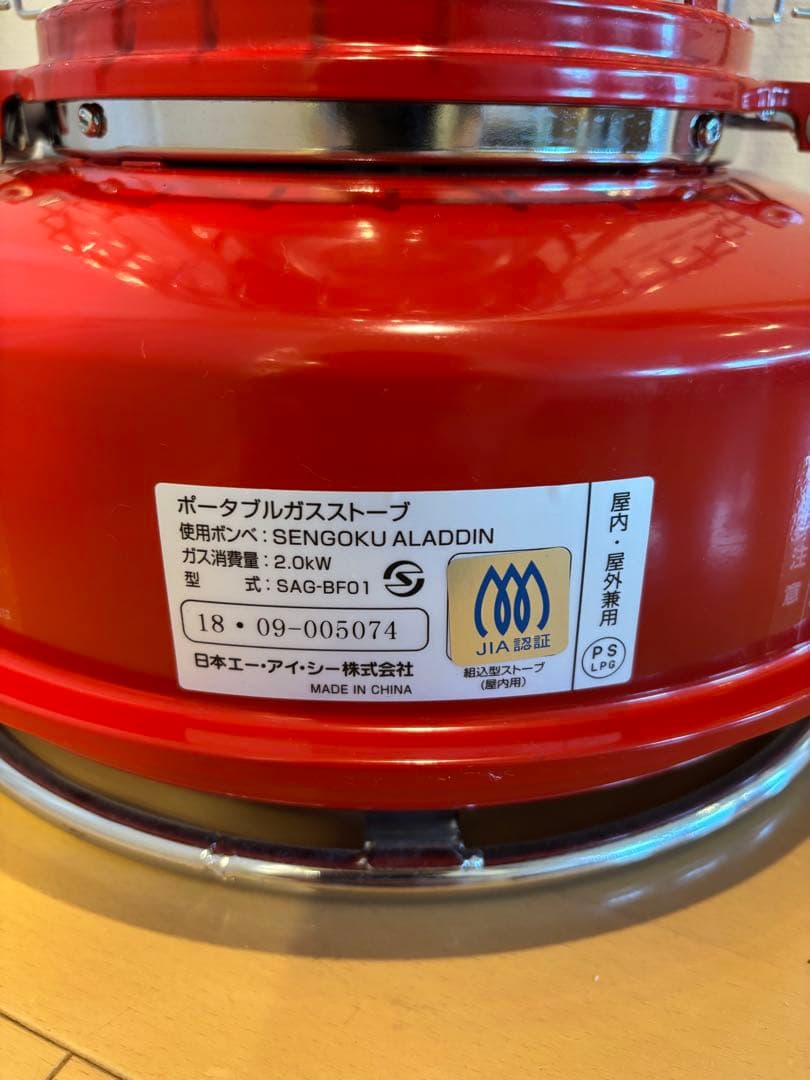 ポータブルガスストーブ
使用ボンベ：SENGOKU ALADDIN
ガス消費量：2.0kW
型 式：SAG-BF01
18・09-005074
日本エー・アイ・シー株式会社
MADE IN CHINA
JIA認証
組込型ストーブ
(屋内用)
屋内・屋外兼用
PS
LPG
注意